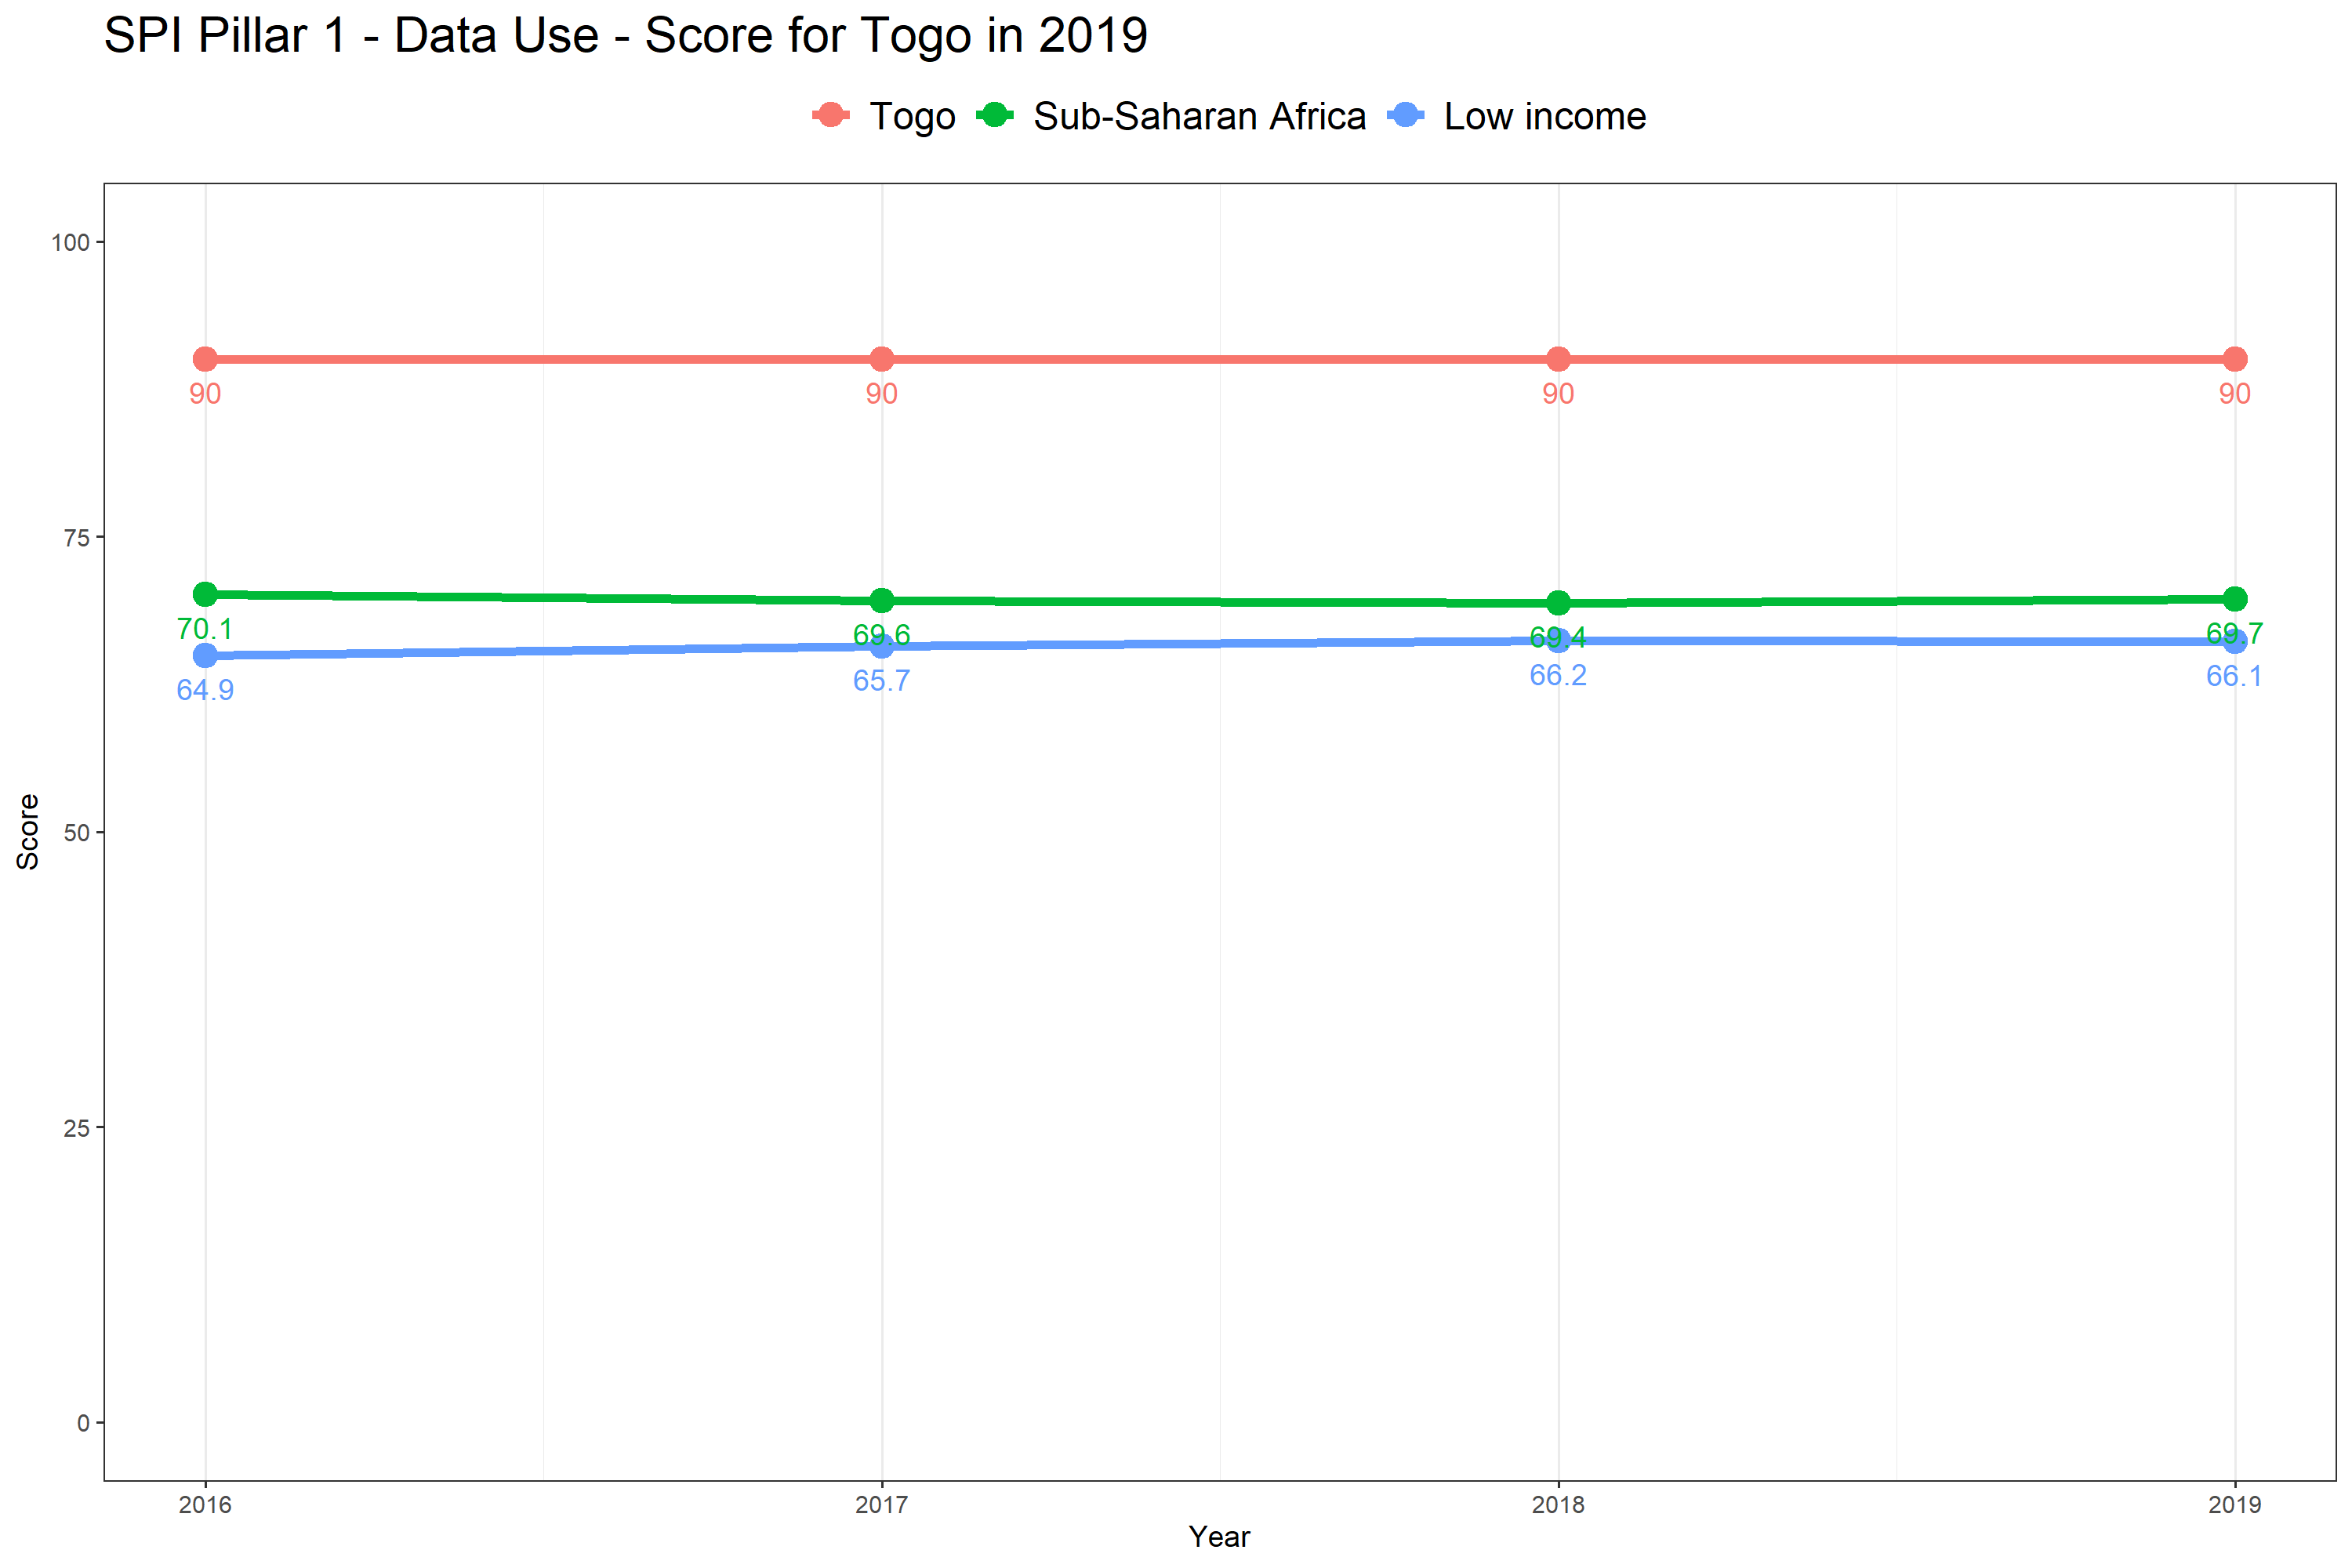 SPI Pillar 1 - Data Use - Score for Togo in 2019
Togo Sub-Saharan Africa Low income
100
90 90 90 90
75
70.1 69.6 69.4 69.7
64.9 65.7 66.2 66.1
Score
50
25
0
2016 2017 2018 2019
Year